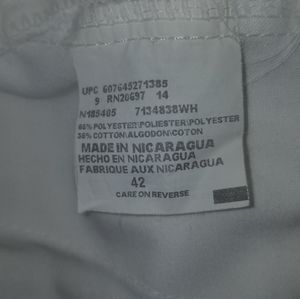 UPC 607645271385
9 RN20697 14
N185405 7134838WH
65% POLYESTER\POLIESTER\POLYESTER
35% COTTON\ALGODON\COTON
MADE IN NICARAGUA
HECHO EN NICARAGUA
FABRIQUE AUX NICARAGUA
42
CARE ON REVERSE